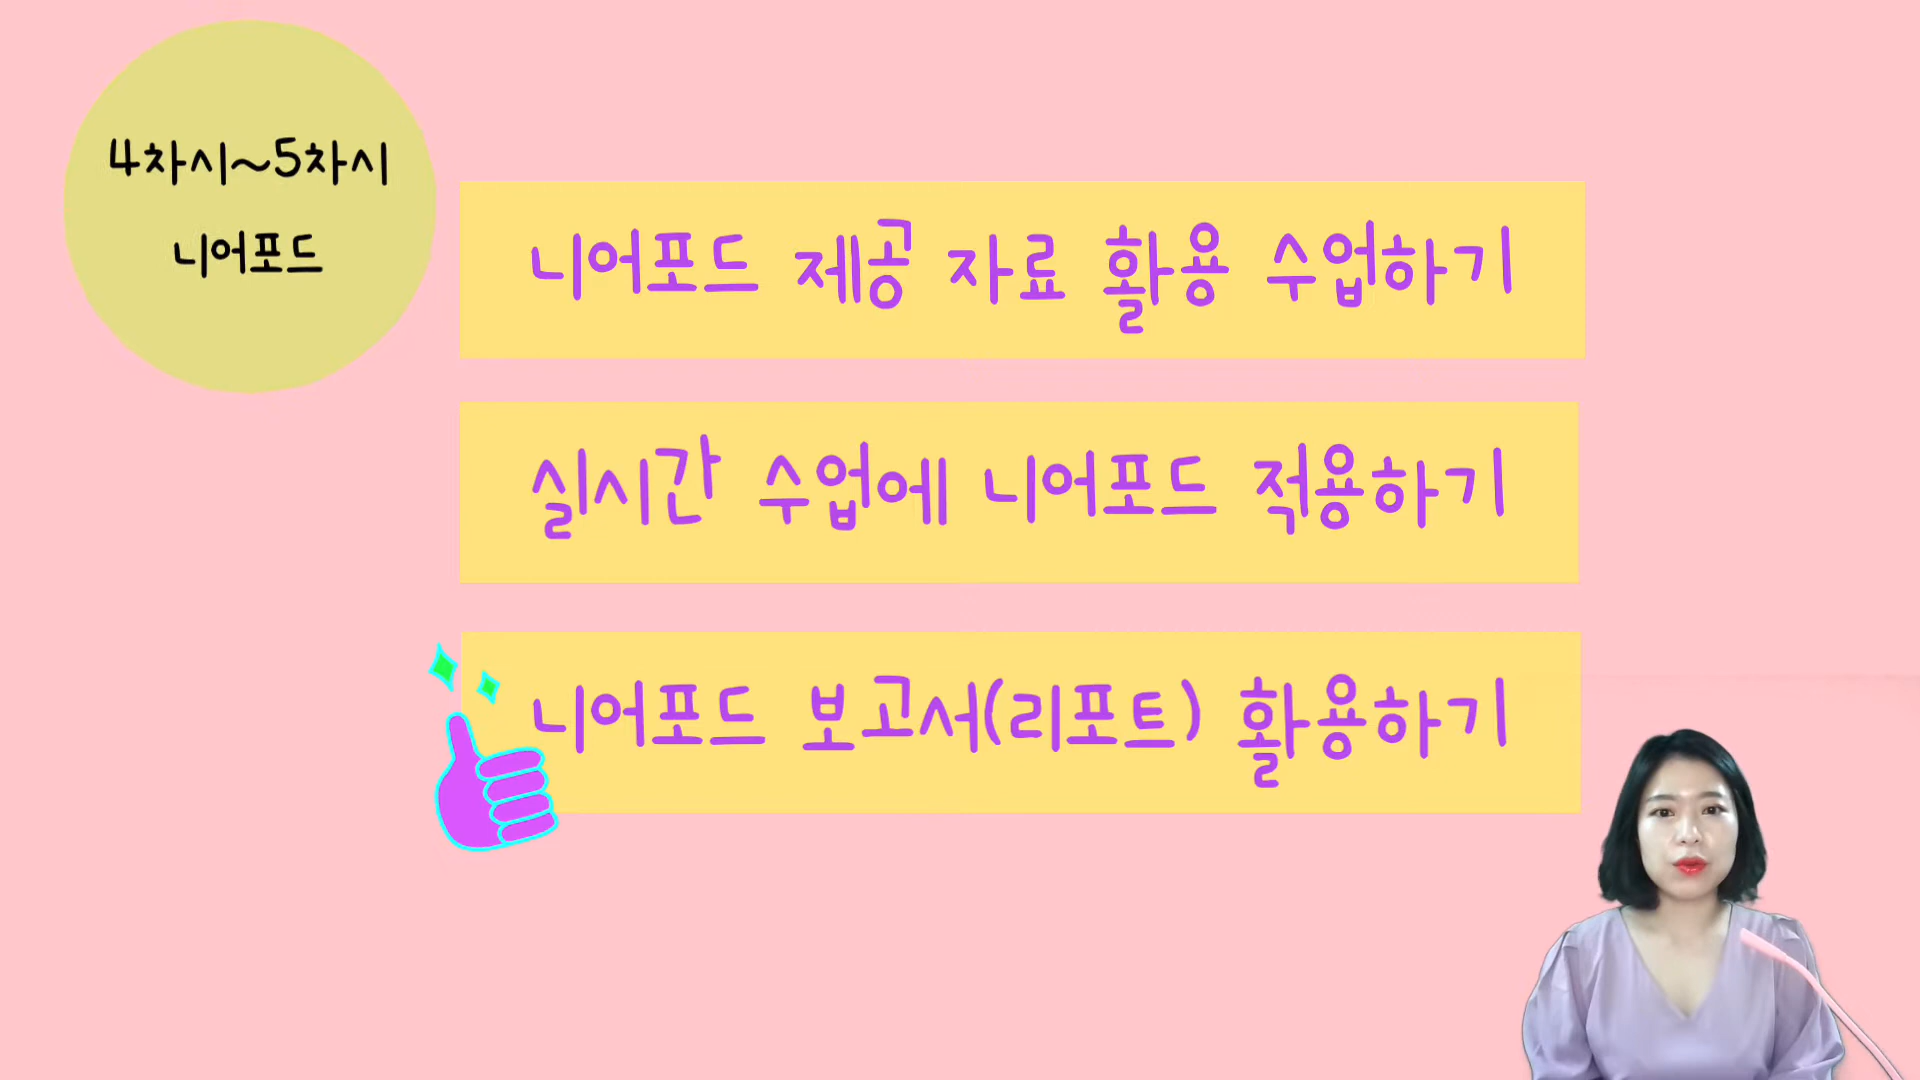 4차시~5차시
니어포드
니어포드 제공 자료 활용 수업하기
실시간 수업에 니어포드 적용하기
니어포드 보고서(리포트) 활용하기